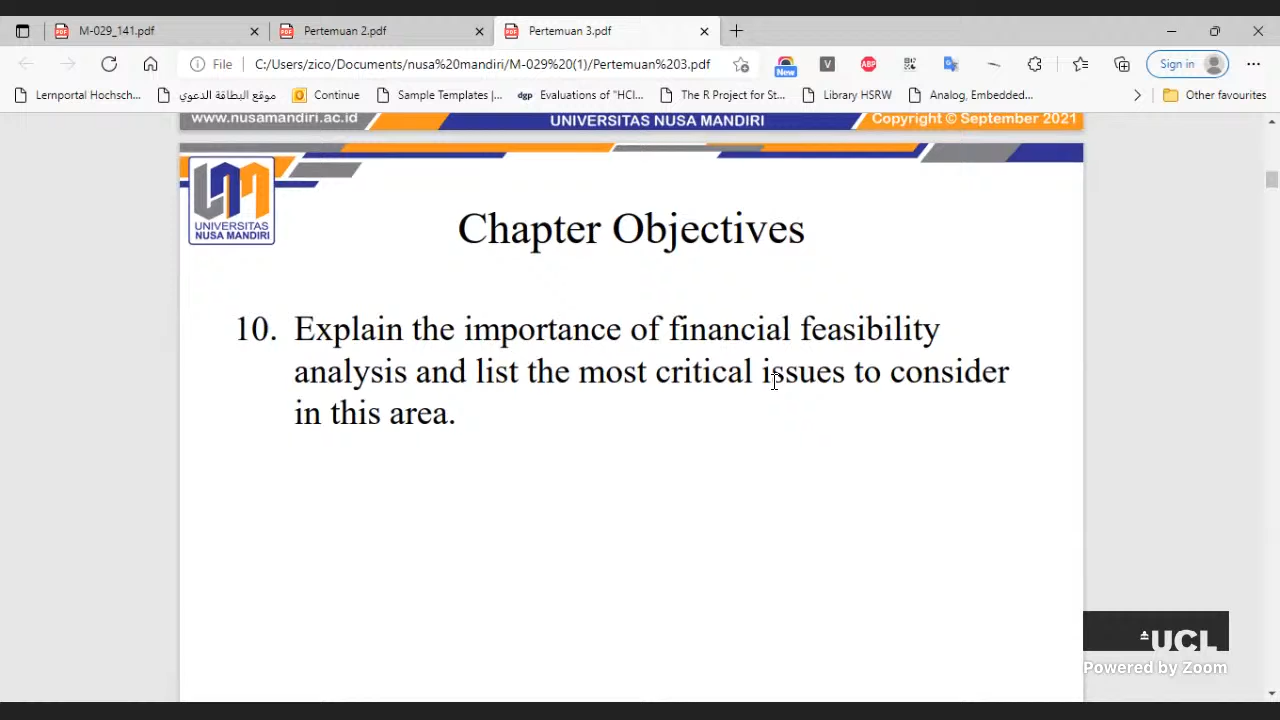 M-029_141.pdf
Pertemuan 2.pdf
Pertemuan 3.pdf
File
C:/Users/zico/Documents/nusa%20mandiri/M-029%20(1)/Pertemuan%203.pdf
New
V
ABP
Sign in
Lernportal Hochsch...
موقع البطاقة الدعوي
Continue
Sample Templates |...
dgp
Evaluations of "HCI...
The R Project for St...
Library HSRW
Analog, Embedded...
Other favourites
www.nusamandiri.ac.id
UNIVERSITAS NUSA MANDIRI
Copyright © September 2021
UNIVERSITAS
NUSA MANDIRI
Chapter Objectives
10. Explain the importance of financial feasibility
analysis and list the most critical issues to consider
in this area.
UCL
Powered by Zoom